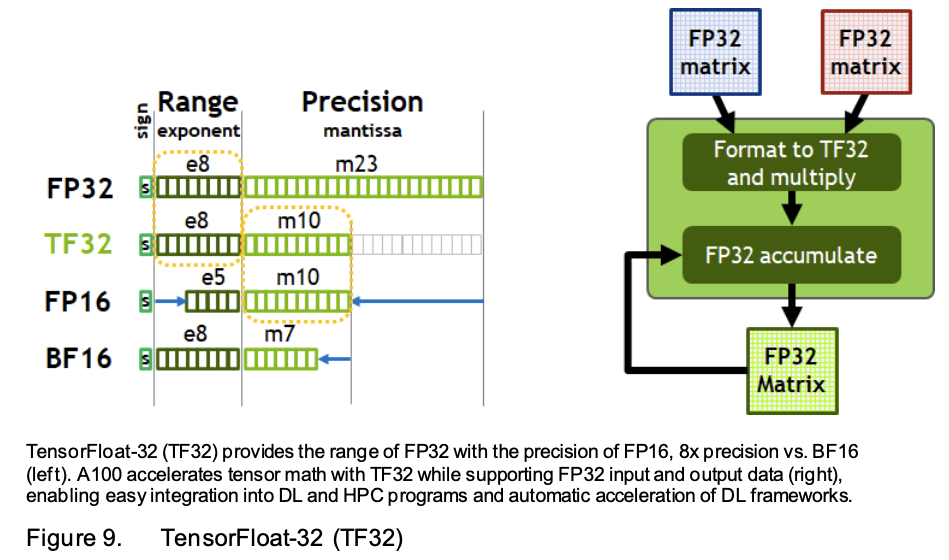 Range
Precision
sign
exponent
mantissa
e8
m23
FP32
s
e8
m10
TF32
s
e5
m10
FP16
s
e8
m7
BF16
s
FP32
matrix
FP32
matrix
Format to TF32
and multiply
FP32 accumulate
FP32
Matrix
TensorFloat-32 (TF32) provides the range of FP32 with the precision of FP16, 8x precision vs. BF16
(left). A100 accelerates tensor math with TF32 while supporting FP32 input and output data (right),
enabling easy integration into DL and HPC programs and automatic acceleration of DL frameworks.
Figure 9. TensorFloat-32 (TF32)